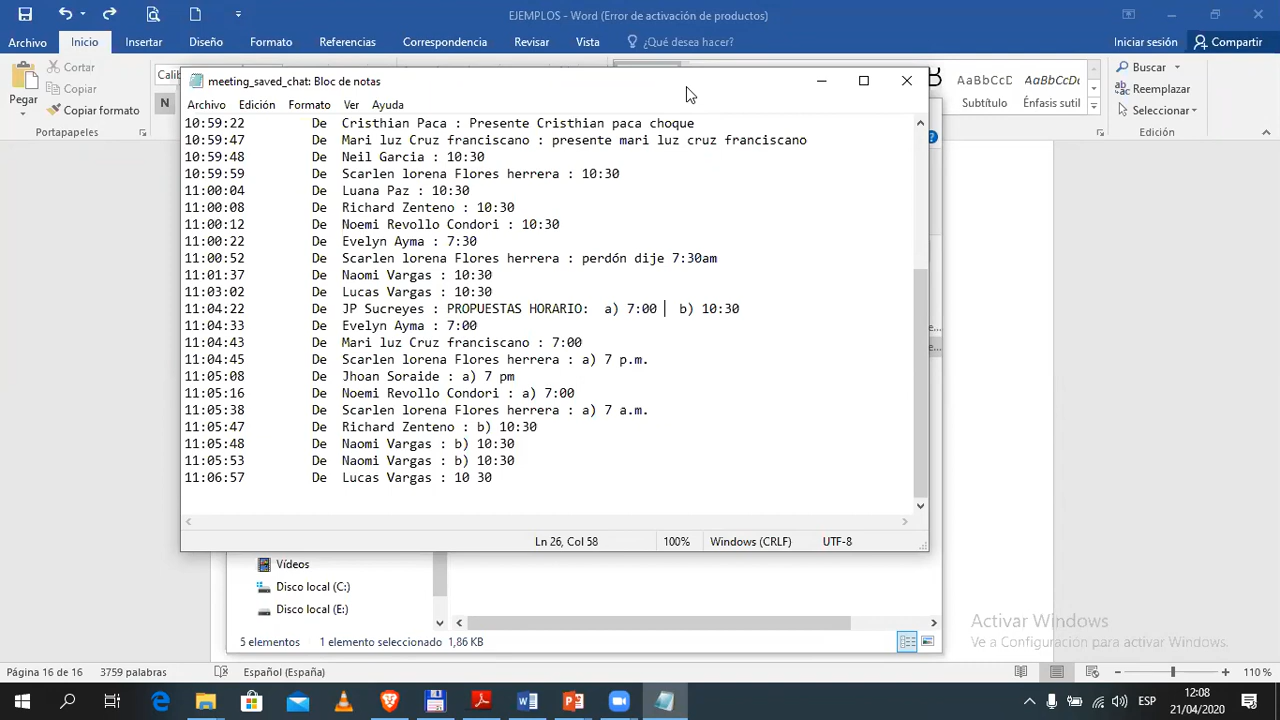 EJEMPLOS - Word (Error de activación de productos)
Archivo Inicio Insertar Diseño Formato Referencias Correspondencia Revisar Vista ¿Qué desea hacer? Iniciar sesión Compartir
Pegar
Cortar
Copiar
Copiar formato
Portapapeles
Calib
N
AaBbCcD AaBbCcD
Subtítulo Énfasis sutil
Buscar
Reemplazar
Seleccionar
Edición
meeting_saved_chat: Bloc de notas
Archivo Edición Formato Ver Ayuda
10:59:22 De Cristhian Paca : Presente Cristhian paca choque
10:59:47 De Mari luz Cruz franciscano : presente mari luz cruz franciscano
10:59:48 De Neil Garcia : 10:30
10:59:59 De Scarlen lorena Flores herrera : 10:30
11:00:04 De Luana Paz : 10:30
11:00:08 De Richard Zenteno : 10:30
11:00:12 De Noemi Revollo Condori : 10:30
11:00:22 De Evelyn Ayma : 7:30
11:00:52 De Scarlen lorena Flores herrera : perdón dije 7:30am
11:01:37 De Naomi Vargas : 10:30
11:03:02 De Lucas Vargas : 10:30
11:04:22 De JP Sucreyes : PROPUESTAS HORARIO: a) 7:00 b) 10:30
11:04:33 De Evelyn Ayma : 7:00
11:04:43 De Mari luz Cruz franciscano : 7:00
11:04:45 De Scarlen lorena Flores herrera : a) 7 p.m.
11:05:08 De Jhoan Soraide : a) 7 pm
11:05:16 De Noemi Revollo Condori : a) 7:00
11:05:38 De Scarlen lorena Flores herrera : a) 7 a.m.
11:05:47 De Richard Zenteno : b) 10:30
11:05:48 De Naomi Vargas : b) 10:30
11:05:53 De Naomi Vargas : b) 10:30
11:06:57 De Lucas Vargas : 10 30
Ln 26, Col 58 100% Windows (CRLF) UTF-8
Vídeos
Disco local (C:)
Disco local (E:)
5 elementos 1 elemento seleccionado 1,86 KB
Activar Windows
Ve a Configuración para activar Windows.
Página 16 de 16 3759 palabras Español (España) 110 %
ESP
12:08
21/04/2020